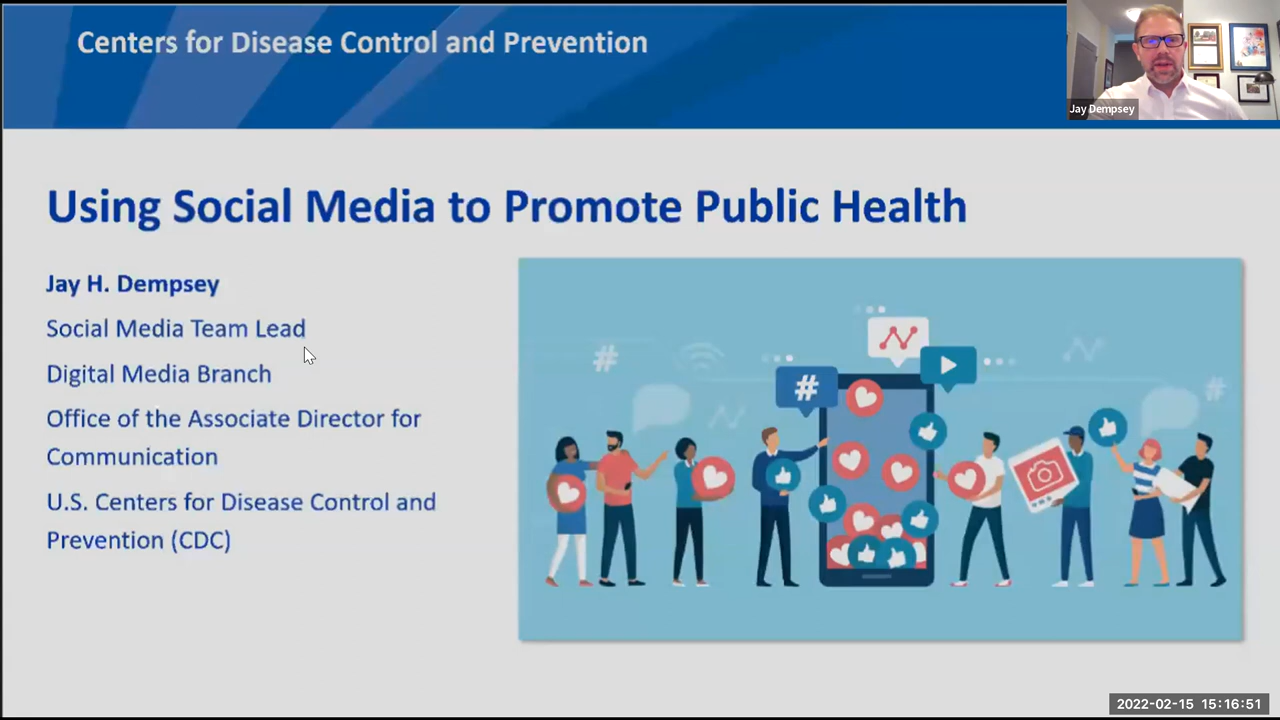 Centers for Disease Control and Prevention
Jay Dempsey
Using Social Media to Promote Public Health
Jay H. Dempsey
Social Media Team Lead
Digital Media Branch
Office of the Associate Director for
Communication
U.S. Centers for Disease Control and
Prevention (CDC)
#
#
#
2022-02-15 15:16:51